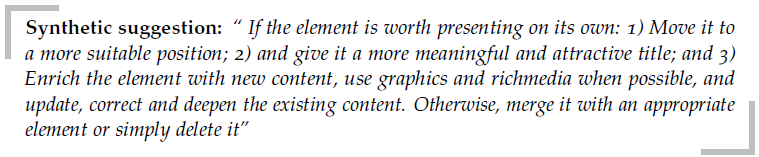 Synthetic suggestion: “ If the element is worth presenting on its own: 1) Move it to
a more suitable position; 2) and give it a more meaningful and attractive title; and 3)
Enrich the element with new content, use graphics and richmedia when possible, and
update, correct and deepen the existing content. Otherwise, merge it with an appropriate
element or simply delete it”